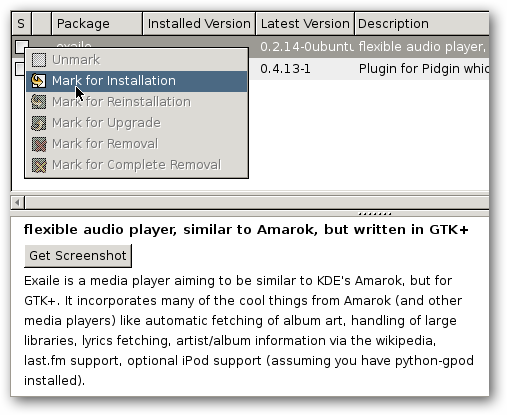 S Package Installed Version Latest Version Description
exaile 0.2.14-0ubuntu flexible audio player,
Unmark
0.4.13-1 Plugin for Pidgin whic
Mark for Installation
Mark for Reinstallation
Mark for Upgrade
Mark for Removal
Mark for Complete Removal
flexible audio player, similar to Amarok, but written in GTK+
Get Screenshot
Exaile is a media player aiming to be similar to KDE's Amarok, but for
GTK+. It incorporates many of the cool things from Amarok (and other
media players) like automatic fetching of album art, handling of large
libraries, lyrics fetching, artist/album information via the wikipedia,
last.fm support, optional iPod support (assuming you have python-gpod
installed).